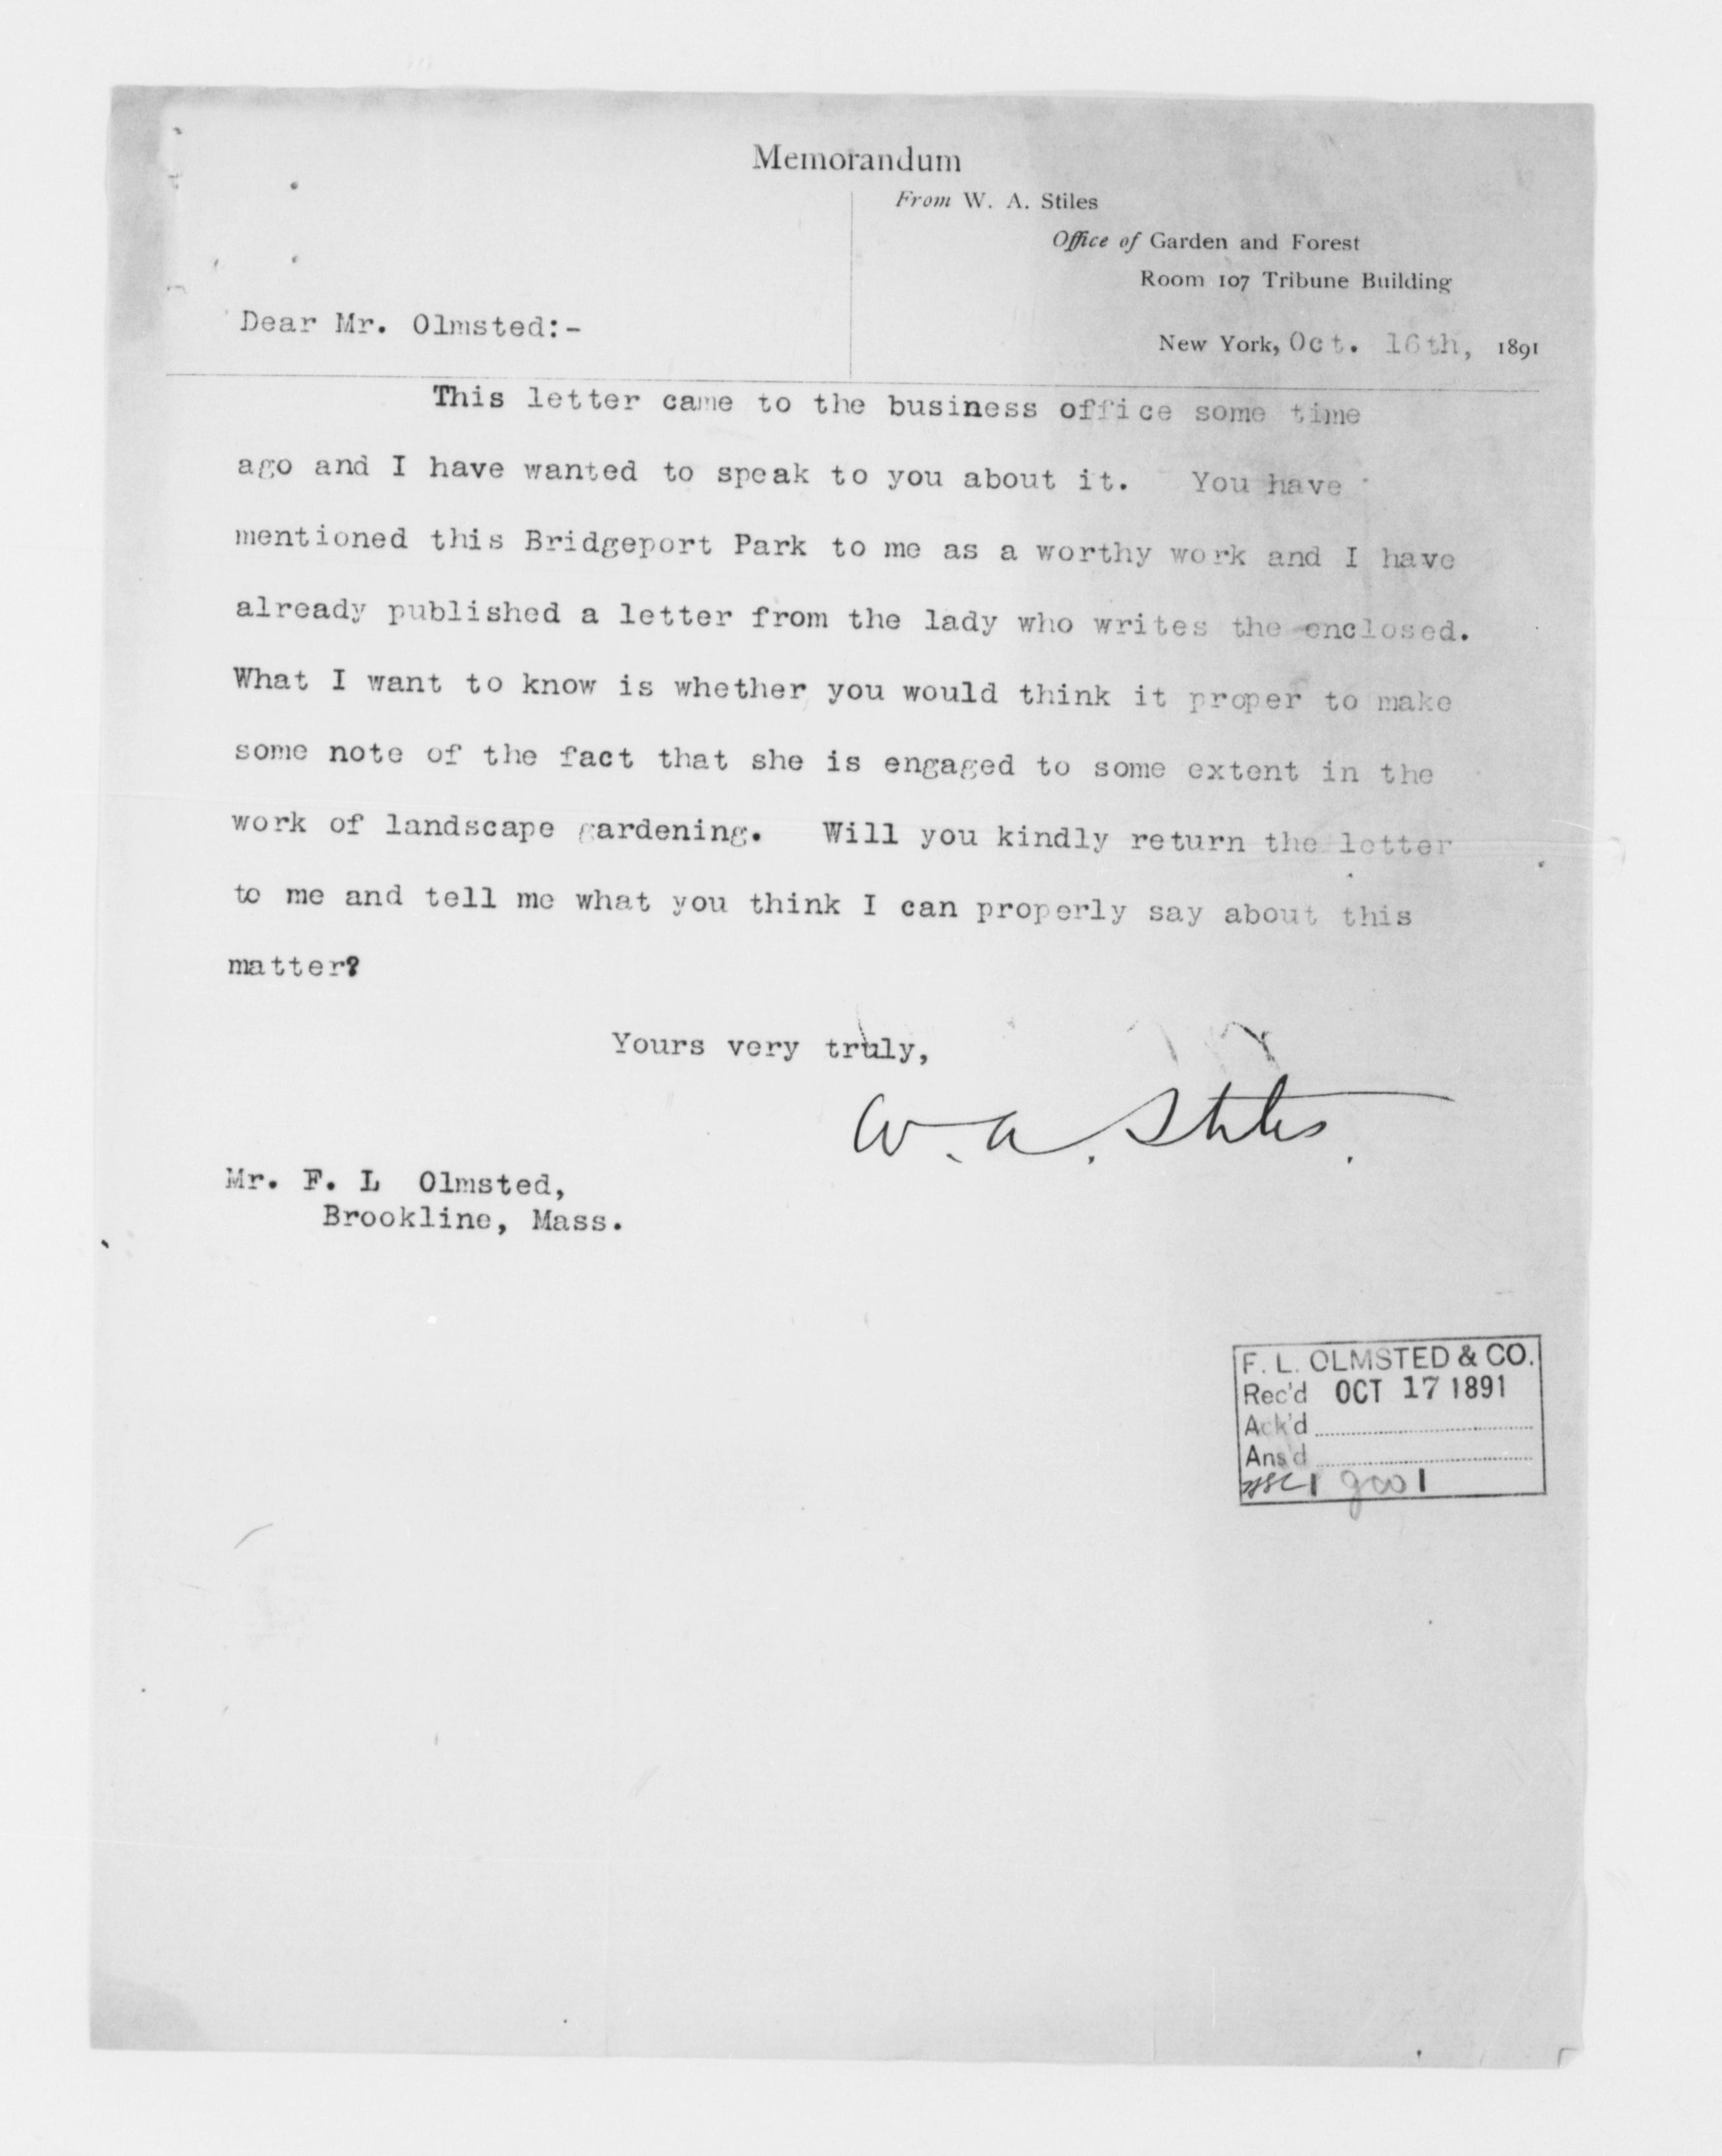 Memorandum
From W. A. Stiles
Office of Garden and Forest
Room 107 Tribune Building
New York, Oct. 16th, 1891
Dear Mr. Olmsted:-
This letter came to the business office some time
ago and I have wanted to speak to you about it. You have
mentioned this Bridgeport Park to me as a worthy work and I have
already published a letter from the lady who writes the enclosed.
What I want to know is whether you would think it proper to make
some note of the fact that she is engaged to some extent in the
work of landscape gardening. Will you kindly return the letter
to me and tell me what you think I can properly say about this
matter?
Yours very truly,
W. A. Stiles.
Mr. F. L Olmsted,
Brookline, Mass.
F. L. OLMSTED & CO.
Rec'd OCT 17 1891
Ack'd
Ans'd